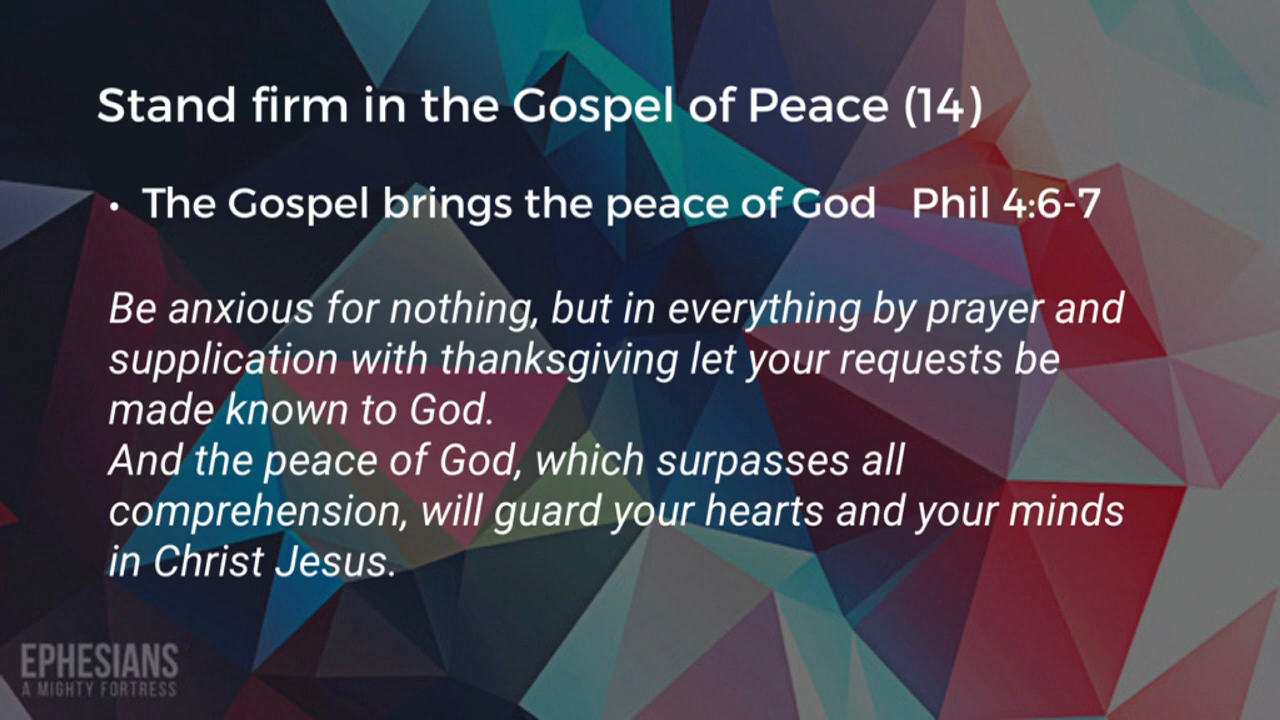 Stand firm in the Gospel of Peace (14)
• The Gospel brings the peace of God Phil 4:6-7
Be anxious for nothing, but in everything by prayer and
supplication with thanksgiving let your requests be
made known to God.
And the peace of God, which surpasses all
comprehension, will guard your hearts and your minds
in Christ Jesus.
EPHESIANS
A MIGHTY FORTRESS